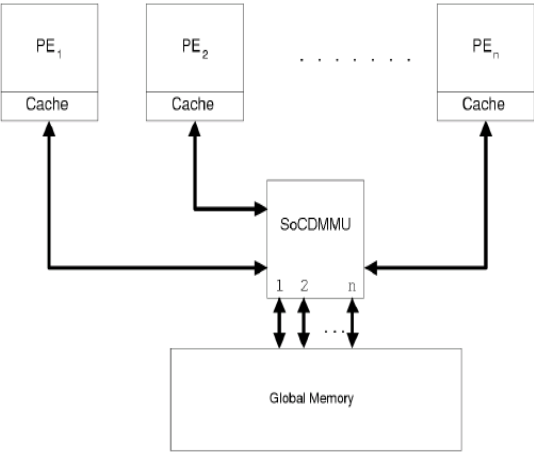 PE1 PE2 . . . . . . . PEn
Cache Cache Cache
SoCDMMU
1 2 n
...
Global Memory